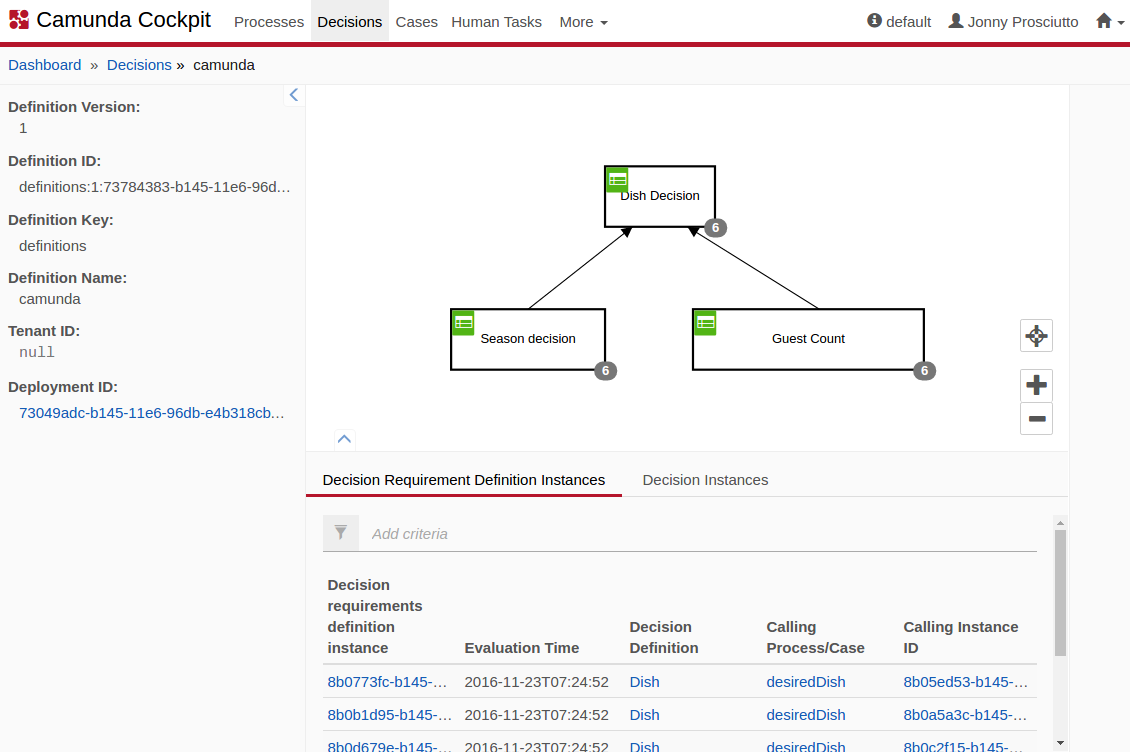 Camunda Cockpit Processes Decisions Cases Human Tasks More default Jonny Prosciutto
Dashboard » Decisions » camunda
Definition Version:
1
Definition ID:
definitions:1:73784383-b145-11e6-96d...
Definition Key:
definitions
Definition Name:
camunda
Tenant ID:
null
Deployment ID:
73049adc-b145-11e6-96db-e4b318cb...
Dish Decision
6
Season decision
6
Guest Count
6
Decision Requirement Definition Instances Decision Instances
Add criteria
Decision
requirements
definition
instance
Evaluation Time
Decision
Definition
Calling
Process/Case
Calling Instance
ID
8b0773fc-b145-... 2016-11-23T07:24:52 Dish desiredDish 8b05ed53-b145-...
8b0b1d95-b145-... 2016-11-23T07:24:52 Dish desiredDish 8b0a5a3c-b145-...
8b0d679e-b145-... 2016-11-23T07:24:52 Dish desiredDish 8b0c2f15-b145-...